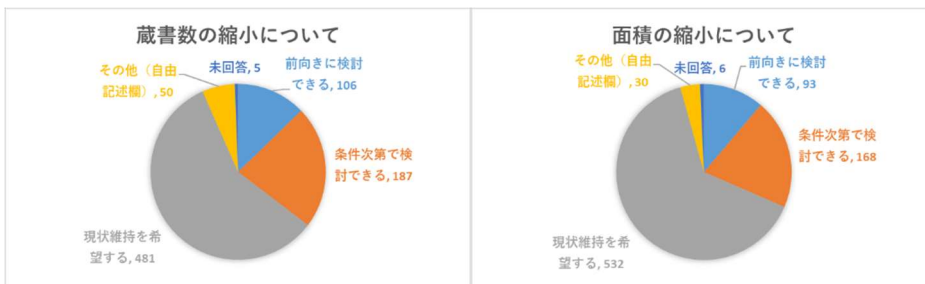 蔵書数の縮小について
その他（自由
記述欄）, 50
未回答, 5
前向きに検討
できる, 106
条件次第で検
討できる, 187
現状維持を希
望する, 481
面積の縮小について
その他（自由
記述欄）, 30
未回答, 6
前向きに検討
できる, 93
条件次第で検
討できる, 168
現状維持を希
望する, 532